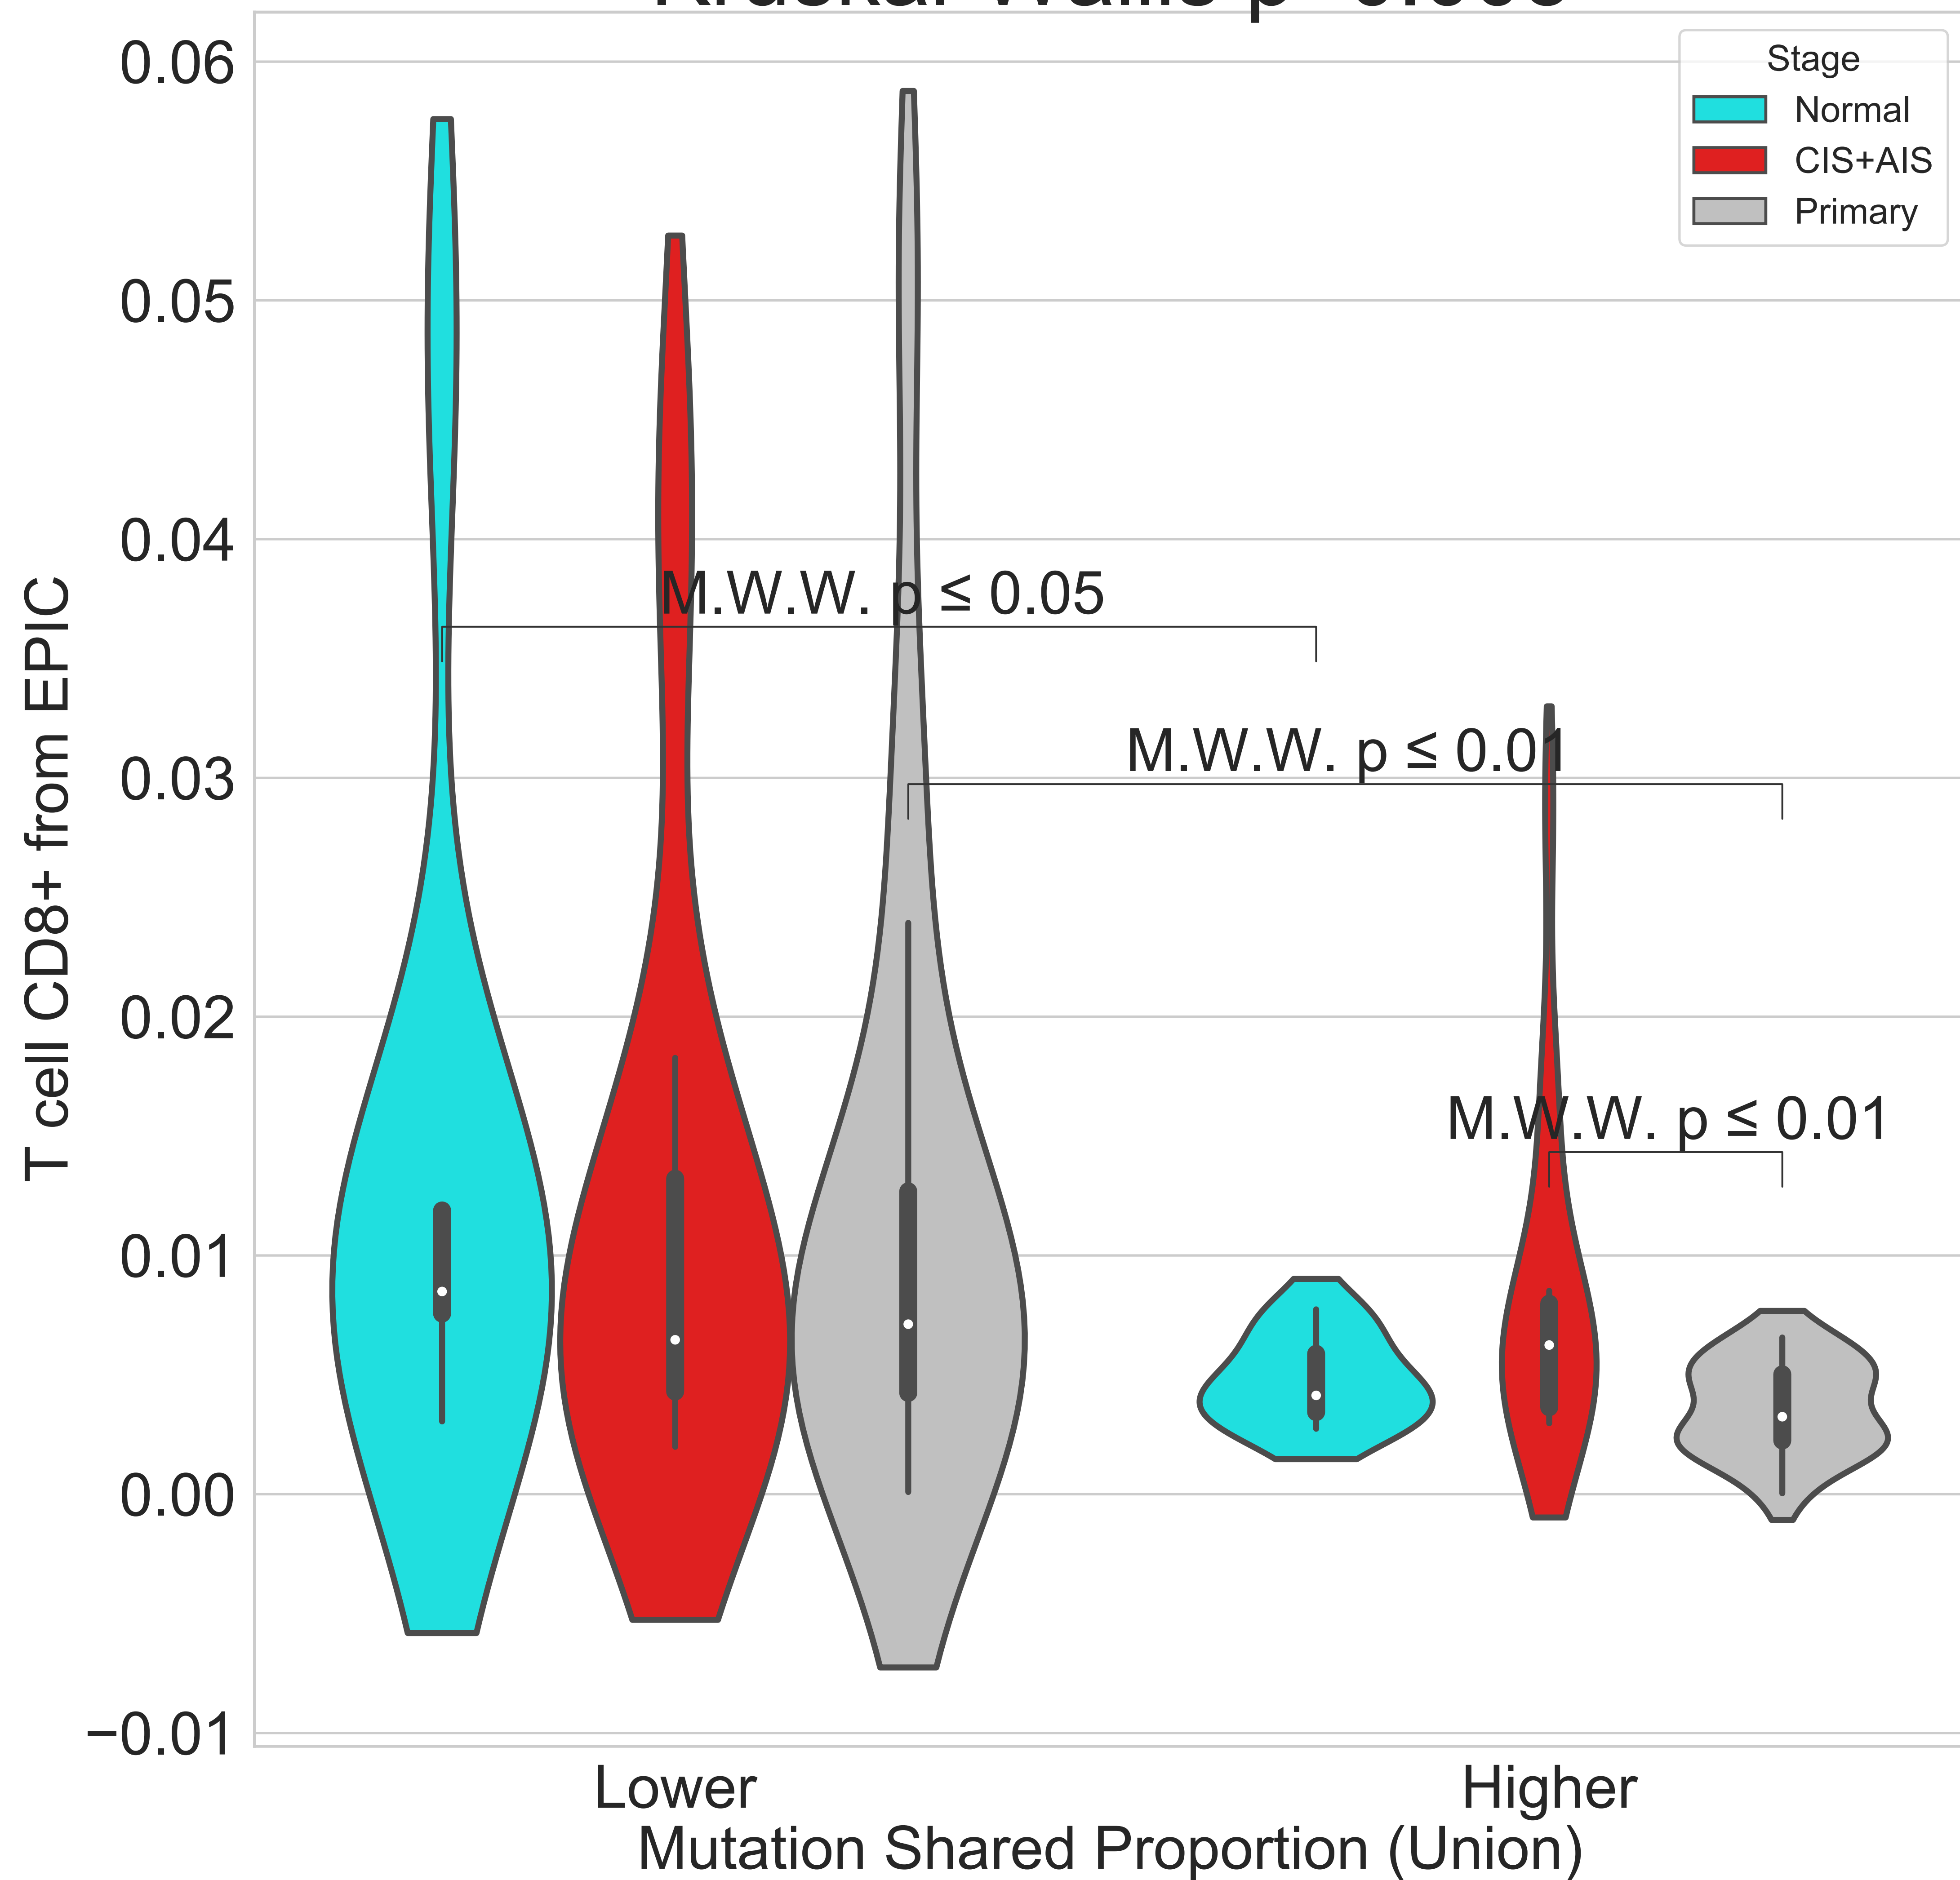 0.06
0.05
0.04
0.03
0.02
0.01
0.00
−0.01
T cell CD8+ from EPIC
Stage
Normal
CIS+AIS
Primary
M.W.W. p ≤ 0.05
M.W.W. p ≤ 0.01
M.W.W. p ≤ 0.01
Lower
Higher
Mutation Shared Proportion (Union)